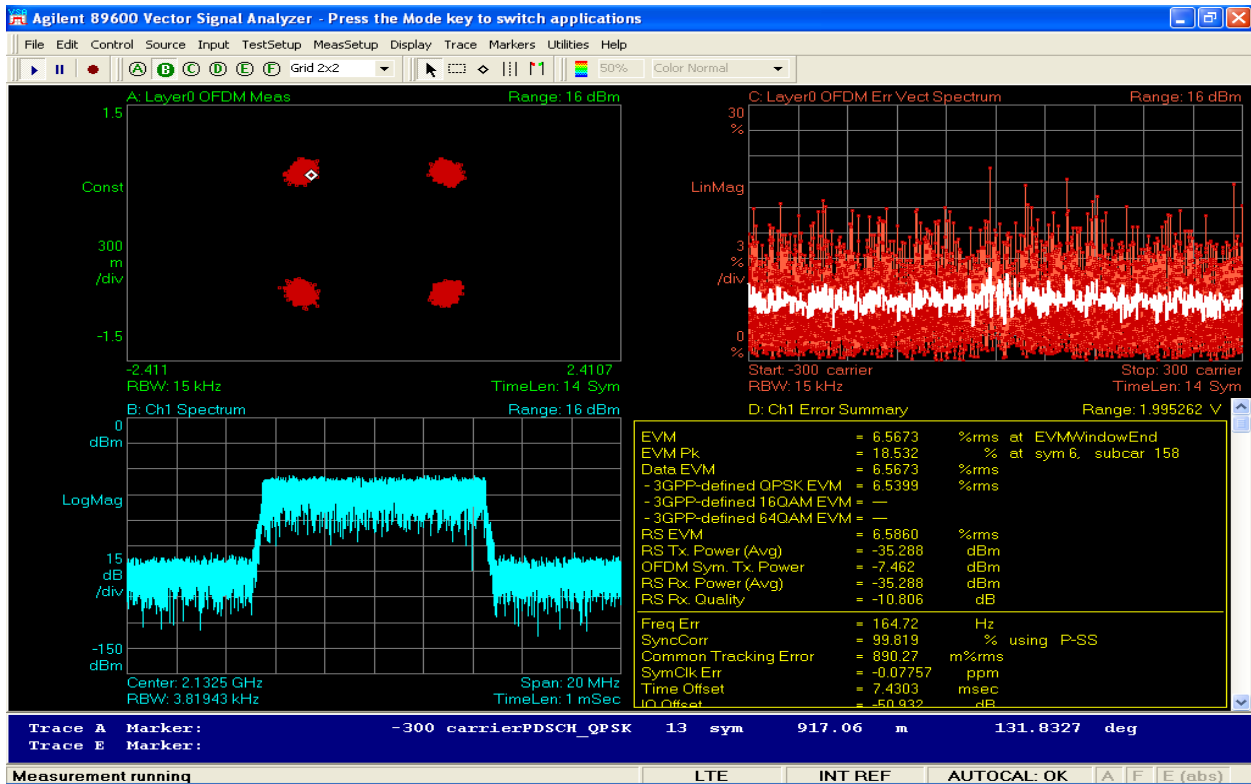 Agilent 89600 Vector Signal Analyzer - Press the Mode key to switch applications
File Edit Control Source Input TestSetup MeasSetup Display Trace Markers Utilities Help
A B C D E F Grid 2x2 50% Color Normal
A: Layer0 OFDM Meas Range: 16 dBm
1.5
Const
300
m
/div
-1.5
-2.411 2.4107
RBW: 15 kHz TimeLen: 14 Sym
C: Layer0 OFDM Err Vect Spectrum Range: 16 dBm
30
%
LinMag
3
%
/div
0
%
Start: -300 carrier Stop: 300 carrier
RBW: 15 kHz TimeLen: 14 Sym
B: Ch1 Spectrum Range: 16 dBm
0
dBm
LogMag
15
dB
/div
-150
dBm
Center: 2.1325 GHz Span: 20 MHz
RBW: 3.81943 kHz TimeLen: 1 mSec
D: Ch1 Error Summary Range: 1.995262 V
EVM = 6.5673 %rms at EVMWindowEnd
EVM Pk = 18.532 % at sym 6, subcar 158
Data EVM = 6.5673 %rms
- 3GPP-defined QPSK EVM = 6.5399 %rms
- 3GPP-defined 16QAM EVM = —
- 3GPP-defined 64QAM EVM = —
RS EVM = 6.5860 %rms
RS Tx. Power (Avg) = -35.288 dBm
OFDM Sym. Tx. Power = -7.462 dBm
RS Rx. Power (Avg) = -35.288 dBm
RS Rx. Quality = -10.806 dB
Freq Err = 164.72 Hz
SyncCorr = 99.819 % using P-SS
Common Tracking Error = 890.27 m%rms
SymClk Err = -0.07757 ppm
Time Offset = 7.4303 msec
IQ Offset = -50.932 dB
Trace A Marker: -300 carrierPDSCH_QPSK 13 sym 917.06 m 131.8327 deg
Trace E Marker:
Measurement running LTE INT REF AUTOCAL: OK A F E (abs)